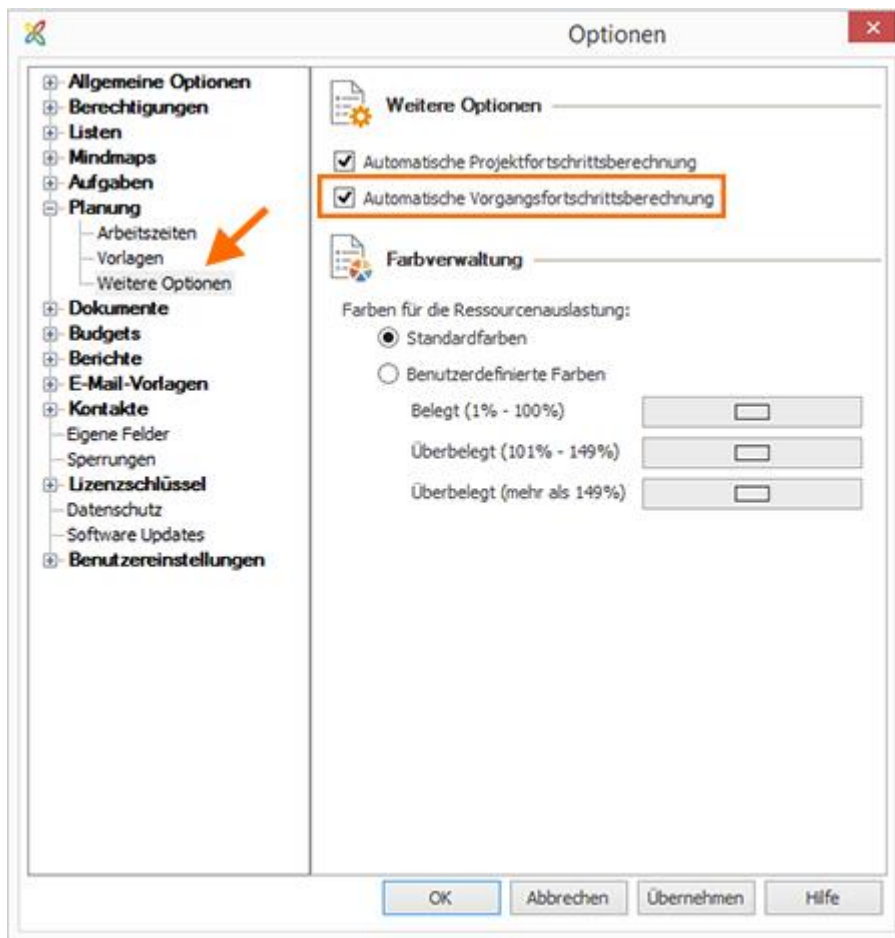 Optionen
Allgemeine Optionen
Berechtigungen
Listen
Mindmaps
Aufgaben
Planung
Arbeitszeiten
Vorlagen
Weitere Optionen
Dokumente
Budgets
Berichte
E-Mail-Vorlagen
Kontakte
Eigene Felder
Sperrungen
Lizenzschlüssel
Datenschutz
Software Updates
Benutzereinstellungen
Weitere Optionen
Automatische Projektfortschrittsberechnung
Automatische Vorgangsfortschrittsberechnung
Farbverwaltung
Farben für die Ressourcenauslastung:
Standardfarben
Benutzerdefinierte Farben
Belegt (1% - 100%)
Überbelegt (101% - 149%)
Überbelegt (mehr als 149%)
OK Abbrechen Übernehmen Hilfe